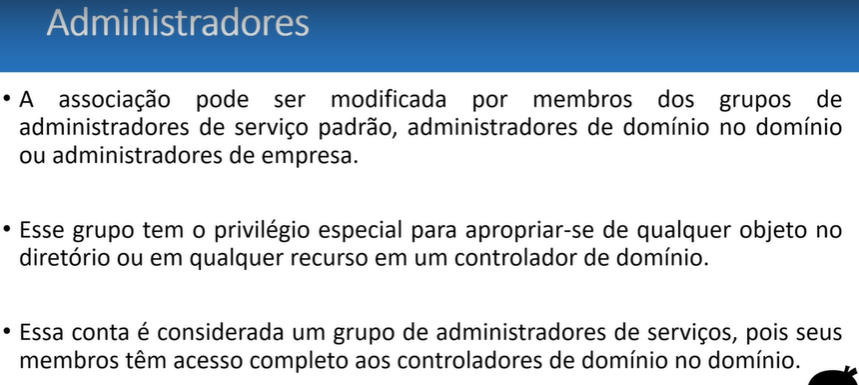 Administradores
• A associação pode ser modificada por membros dos grupos de
administradores de serviço padrão, administradores de domínio no domínio
ou administradores de empresa.
• Esse grupo tem o privilégio especial para apropriar-se de qualquer objeto no
diretório ou em qualquer recurso em um controlador de domínio.
• Essa conta é considerada um grupo de administradores de serviços, pois seus
membros têm acesso completo aos controladores de domínio no domínio.